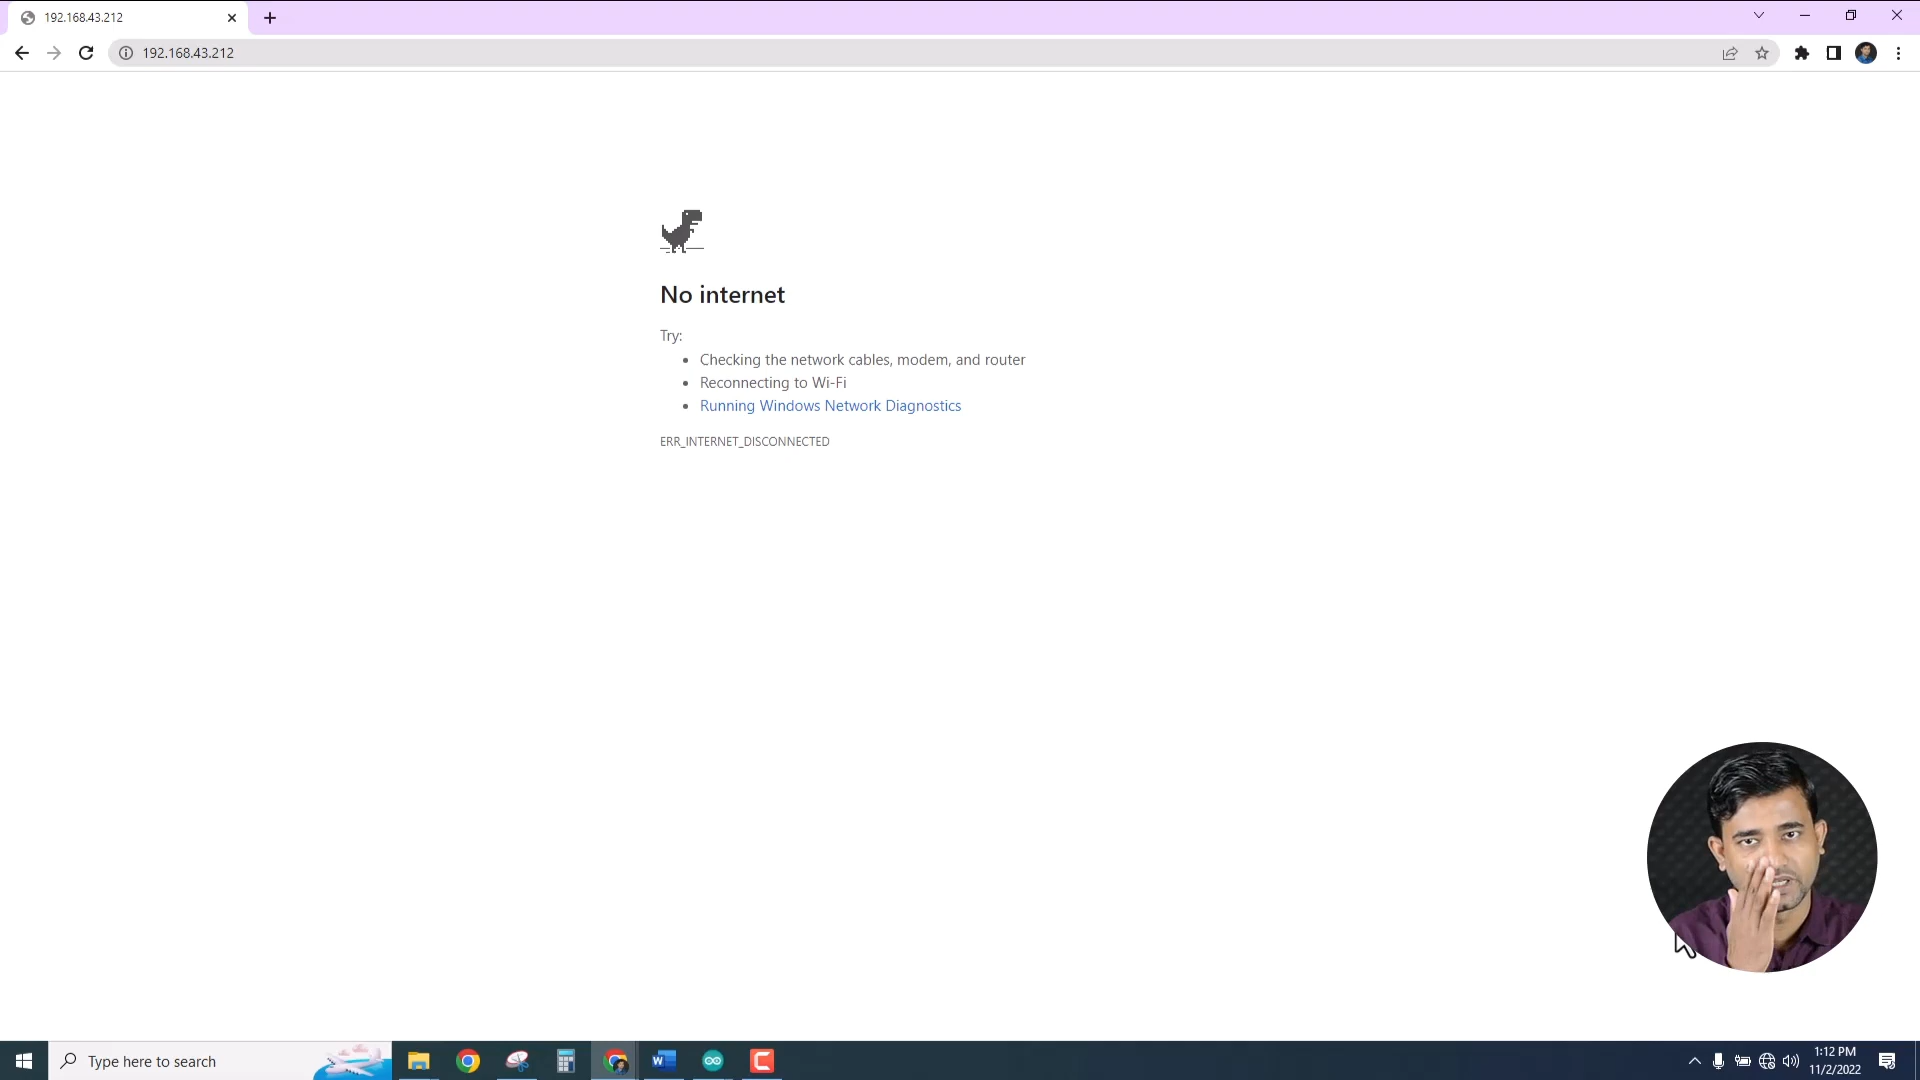 192.168.43.212
192.168.43.212
No internet
Try:
Checking the network cables, modem, and router
Reconnecting to Wi-Fi
Running Windows Network Diagnostics
ERR_INTERNET_DISCONNECTED
Type here to search
W
1:12 PM
11/2/2022